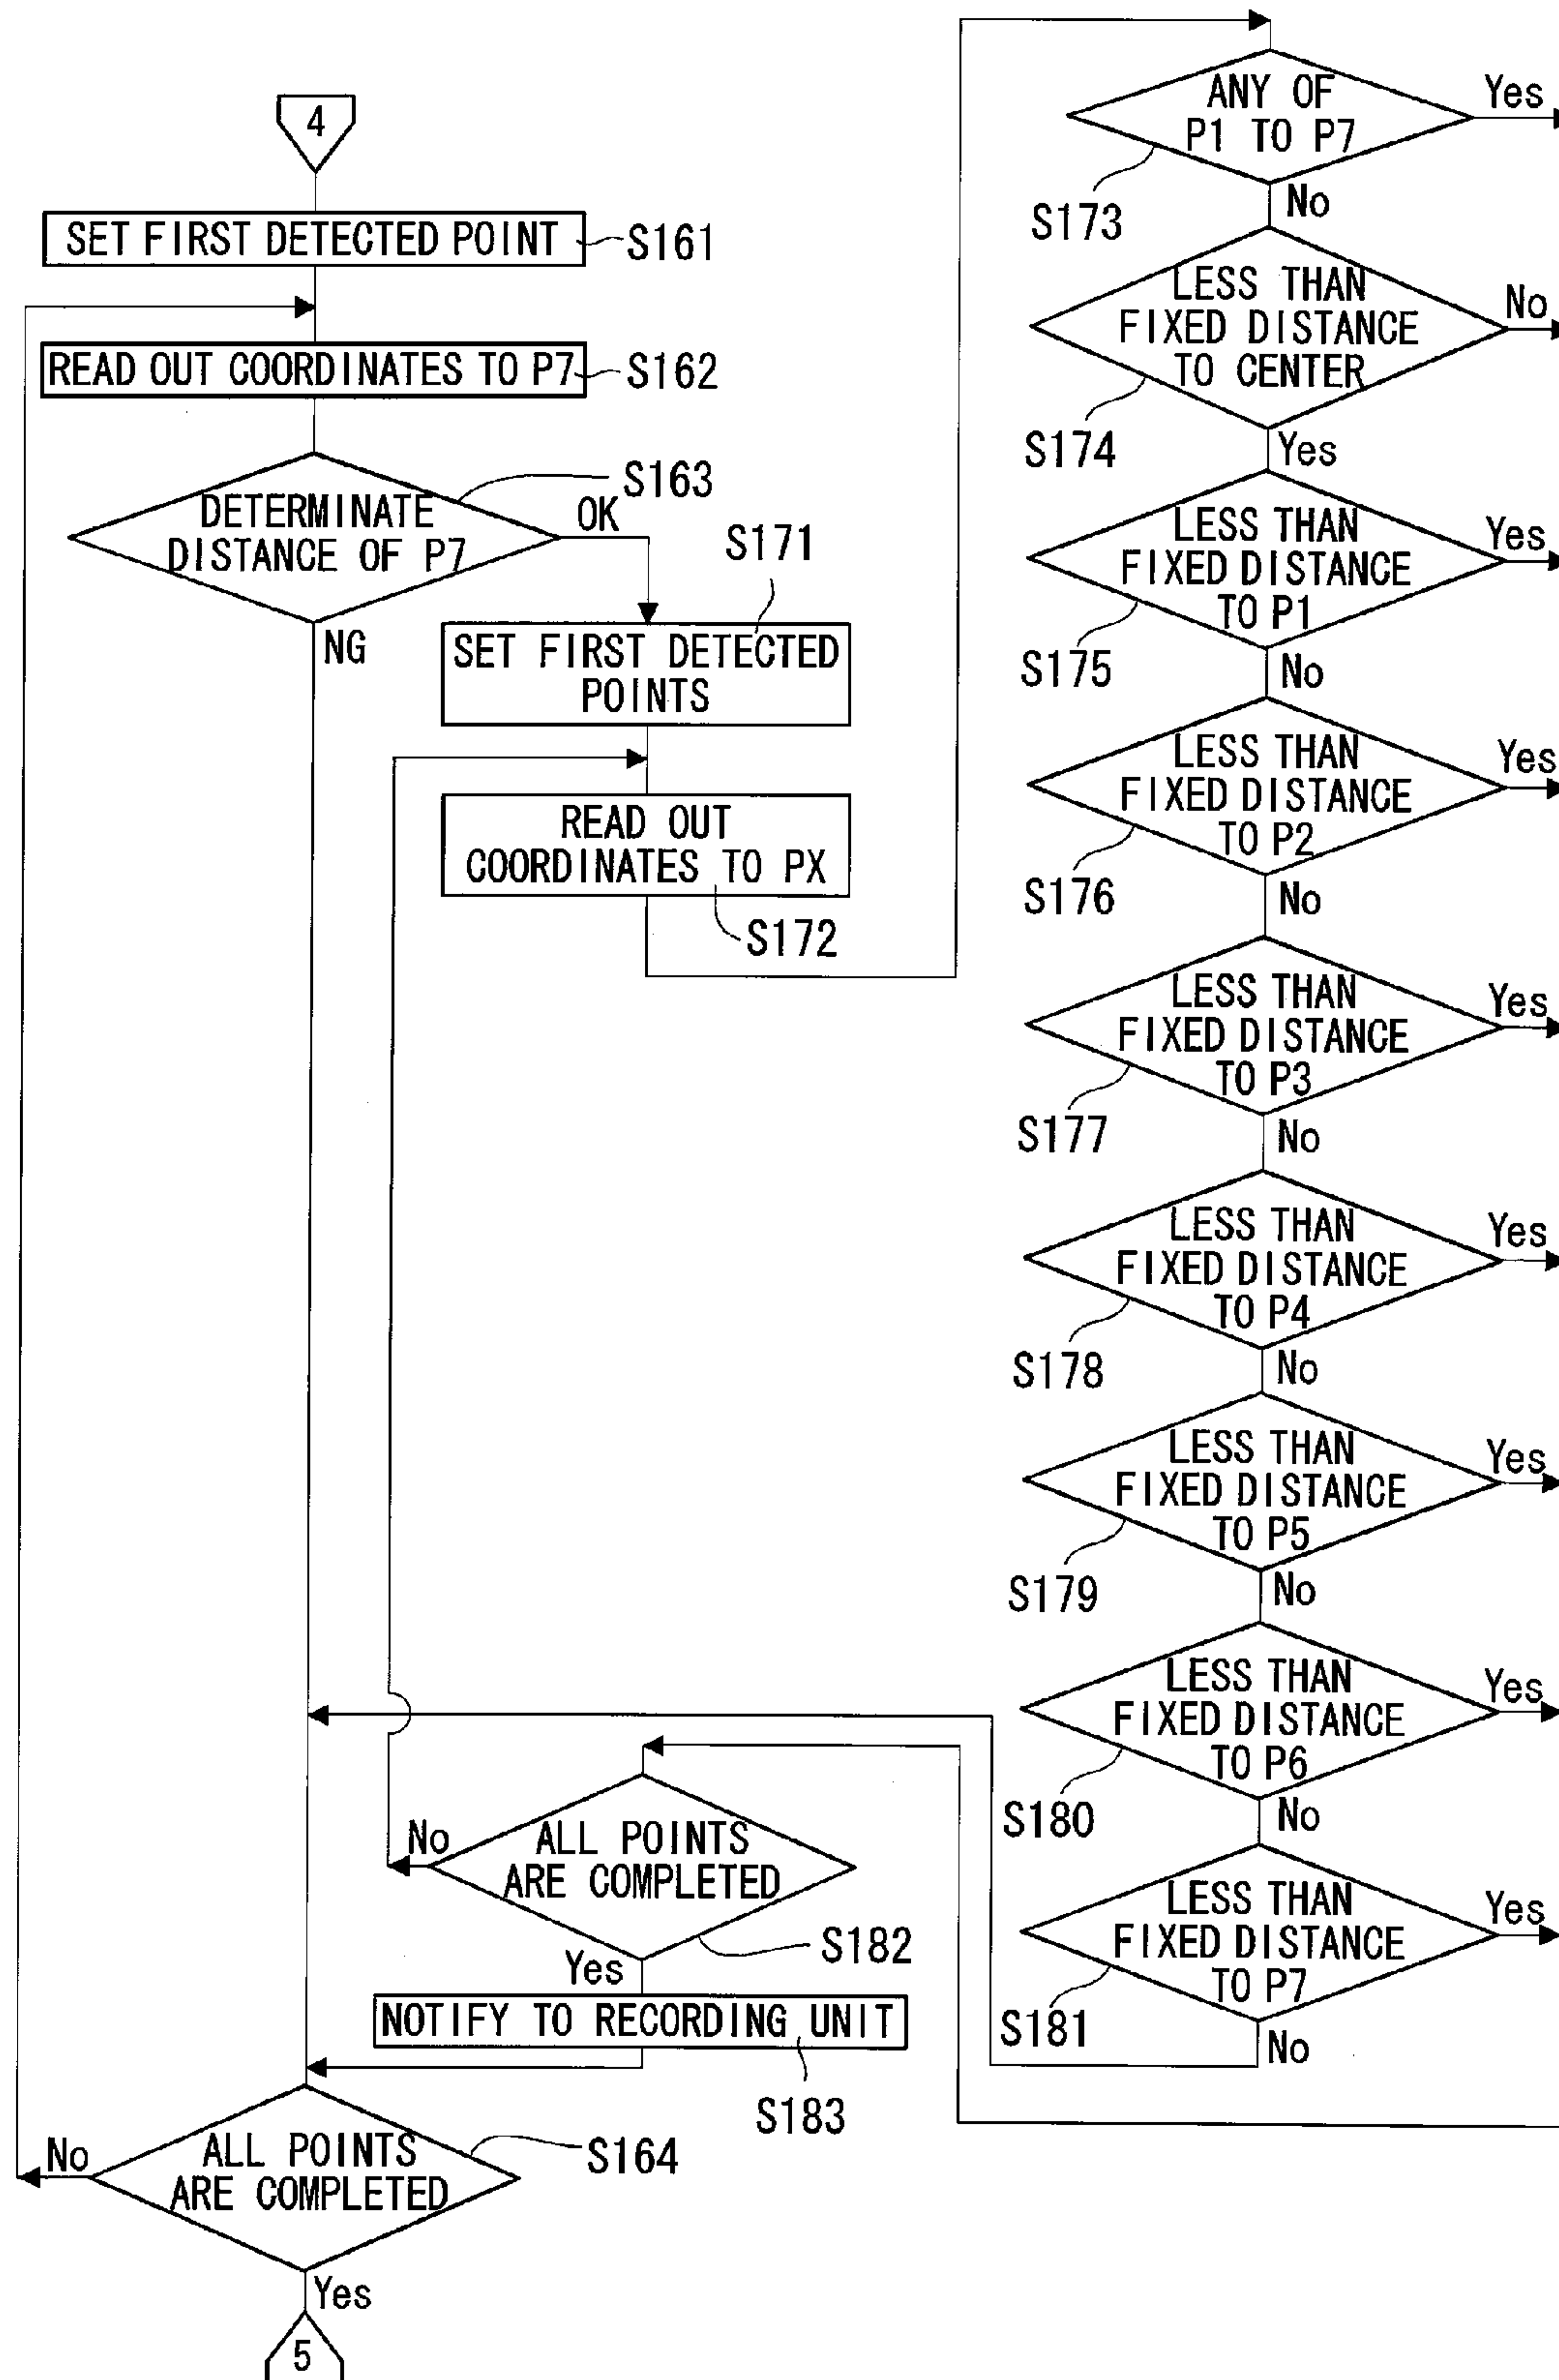 4
SET FIRST DETECTED POINT
S161
READ OUT COORDINATES TO P7
S162
DETERMINATE
DISTANCE OF P7
S163
OK
NG
S171
SET FIRST DETECTED
POINTS
READ OUT
COORDINATES TO PX
S172
ANY OF
P1 TO P7
Yes
S173
No
LESS THAN
FIXED DISTANCE
TO CENTER
No
S174
Yes
LESS THAN
FIXED DISTANCE
TO P1
Yes
S175
No
LESS THAN
FIXED DISTANCE
TO P2
Yes
S176
No
LESS THAN
FIXED DISTANCE
TO P3
Yes
S177
No
LESS THAN
FIXED DISTANCE
TO P4
Yes
S178
No
LESS THAN
FIXED DISTANCE
TO P5
Yes
S179
No
LESS THAN
FIXED DISTANCE
TO P6
Yes
S180
No
LESS THAN
FIXED DISTANCE
TO P7
Yes
S181
No
No
ALL POINTS
ARE COMPLETED
S182
Yes
NOTIFY TO RECORDING UNIT
S183
No
ALL POINTS
ARE COMPLETED
S164
Yes
5